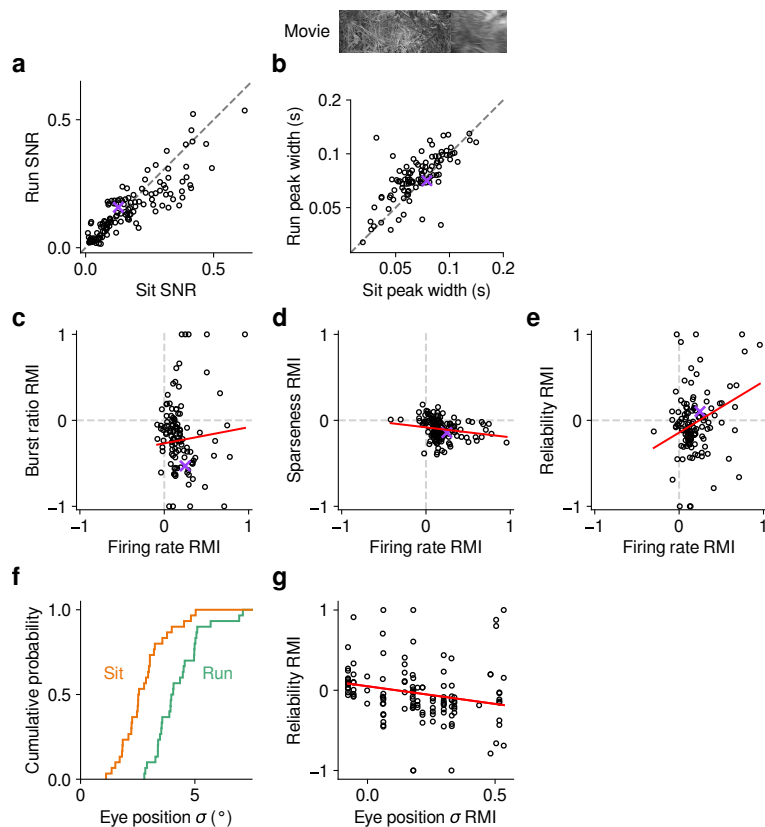 Movie
a
b
0.5
0.0
Run SNR
0.0
0.5
Sit SNR
0.2
0.1
0.05
Run peak width (s)
0.05
0.1
0.2
Sit peak width (s)
c
d
e
1
0
−1
Burst ratio RMI
0
1
Firing rate RMI
1
0
−1
Sparseness RMI
0
1
Firing rate RMI
1
0
−1
Reliability RMI
0
1
Firing rate RMI
f
g
1.0
0.5
0.0
Cumulative probability
Sit
Run
0
5
Eye position σ (°)
1
0
−1
Reliability RMI
0.0
0.5
Eye position σ RMI